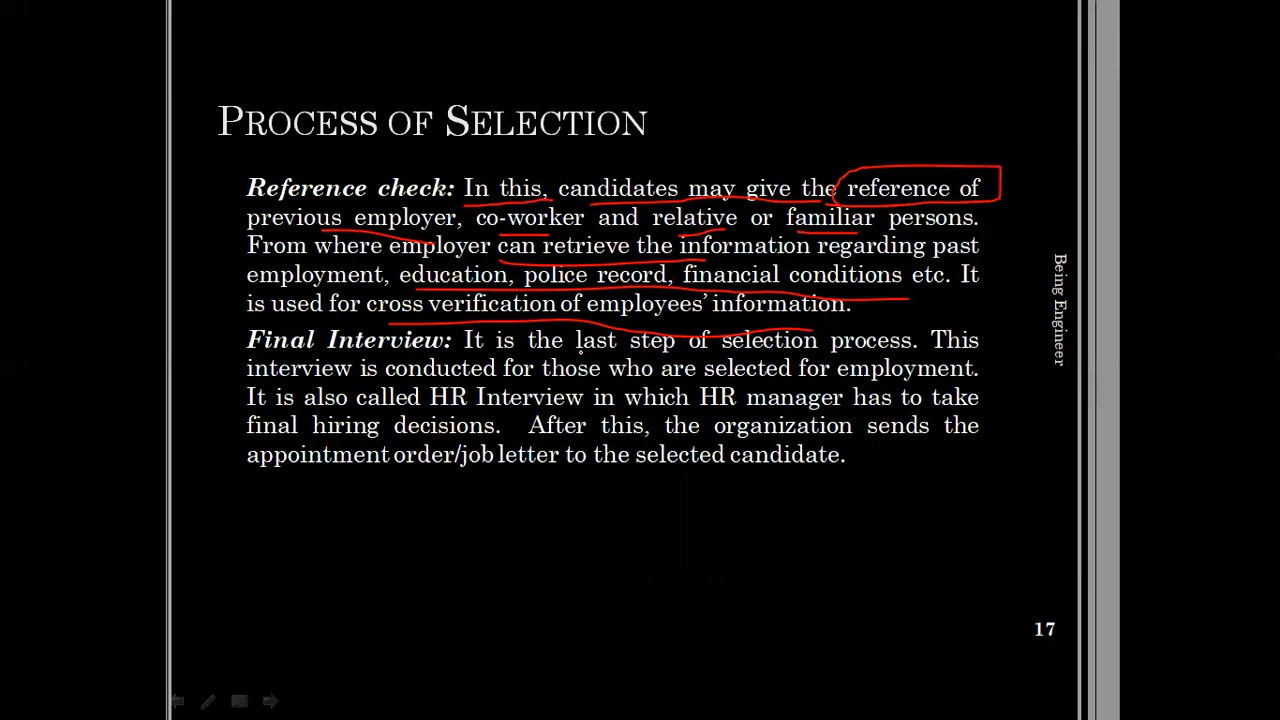 PROCESS OF SELECTION
Reference check: In this, candidates may give the reference of
previous employer, co-worker and relative or familiar persons.
From where employer can retrieve the information regarding past
employment, education, police record, financial conditions etc. It
is used for cross verification of employees’ information.
Final Interview: It is the last step of selection process. This
interview is conducted for those who are selected for employment.
It is also called HR Interview in which HR manager has to take
final hiring decisions. After this, the organization sends the
appointment order/job letter to the selected candidate.
Being Engineer
17